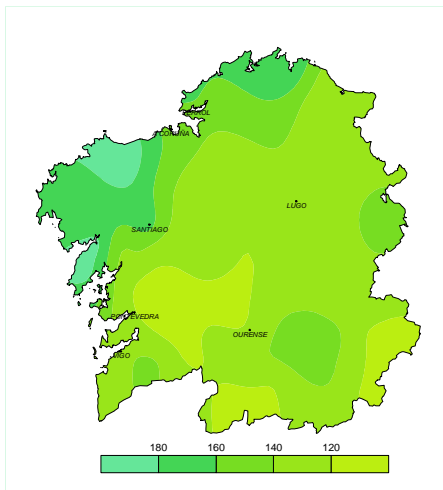 FERROL
A CORUÑA
LUGO
SANTIAGO
PONTEVEDRA
OURENSE
VIGO
180 160 140 120